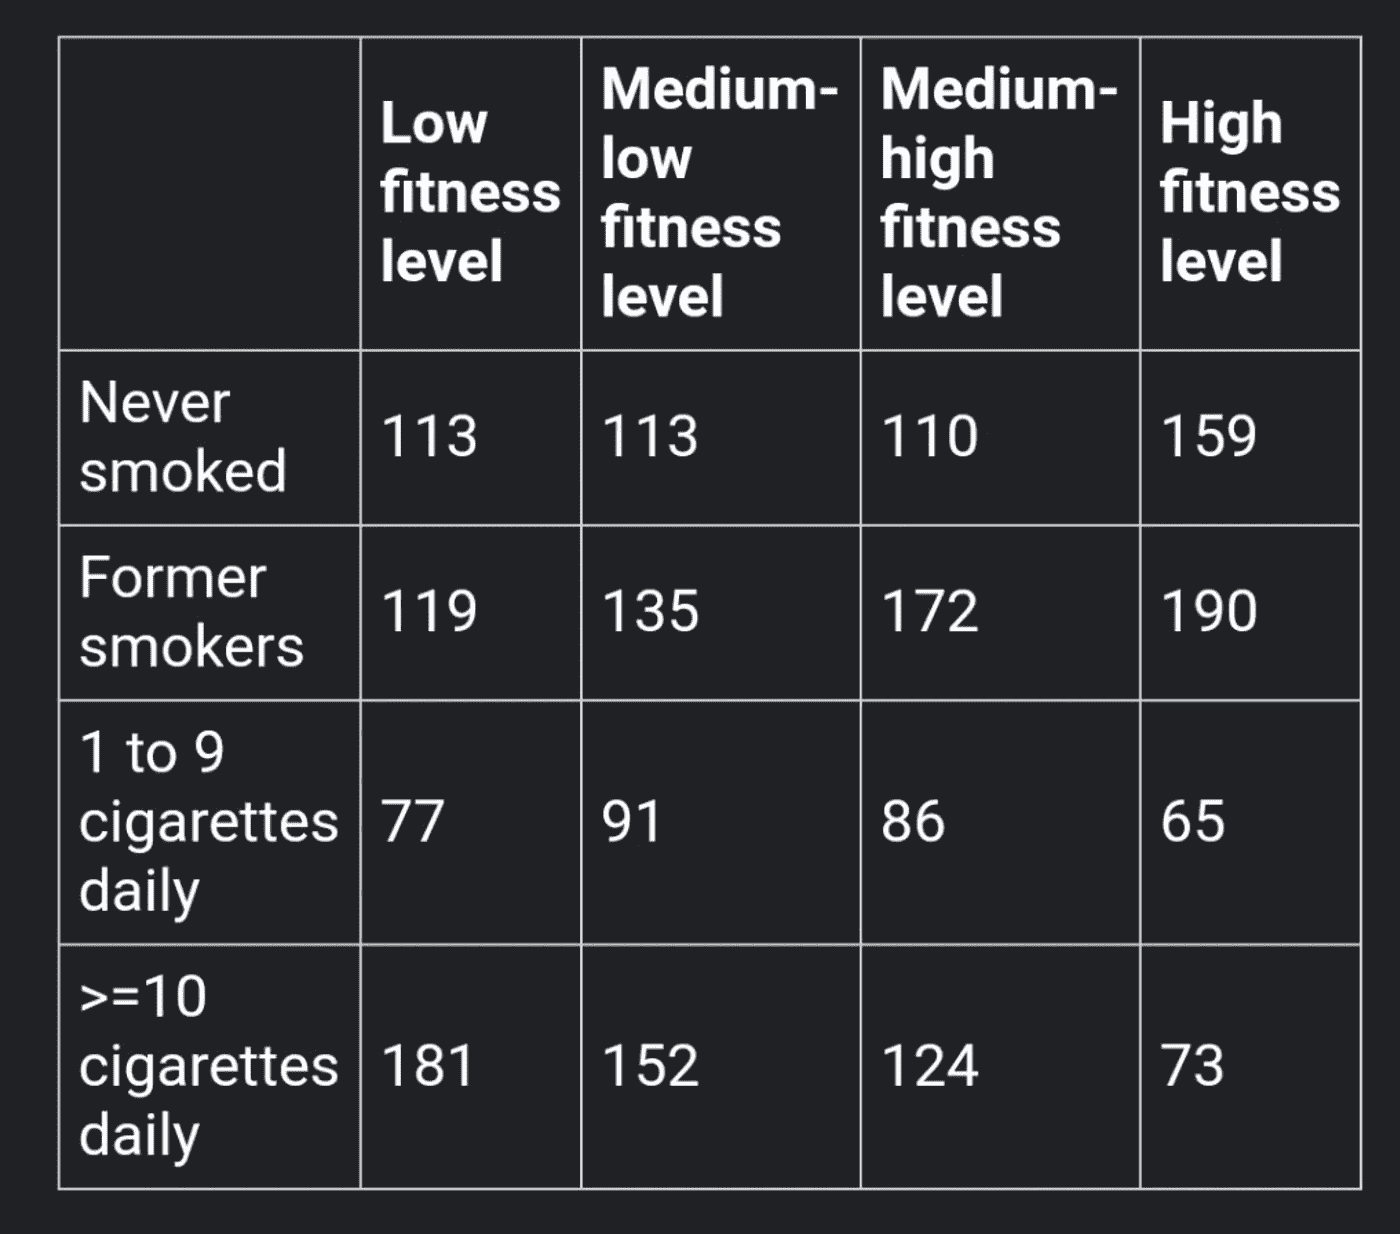 Low fitness level
Medium-low fitness level
Medium-high fitness level
High fitness level
Never smoked
113
113
110
159
Former smokers
119
135
172
190
1 to 9 cigarettes daily
77
91
86
65
>=10 cigarettes daily
181
152
124
73